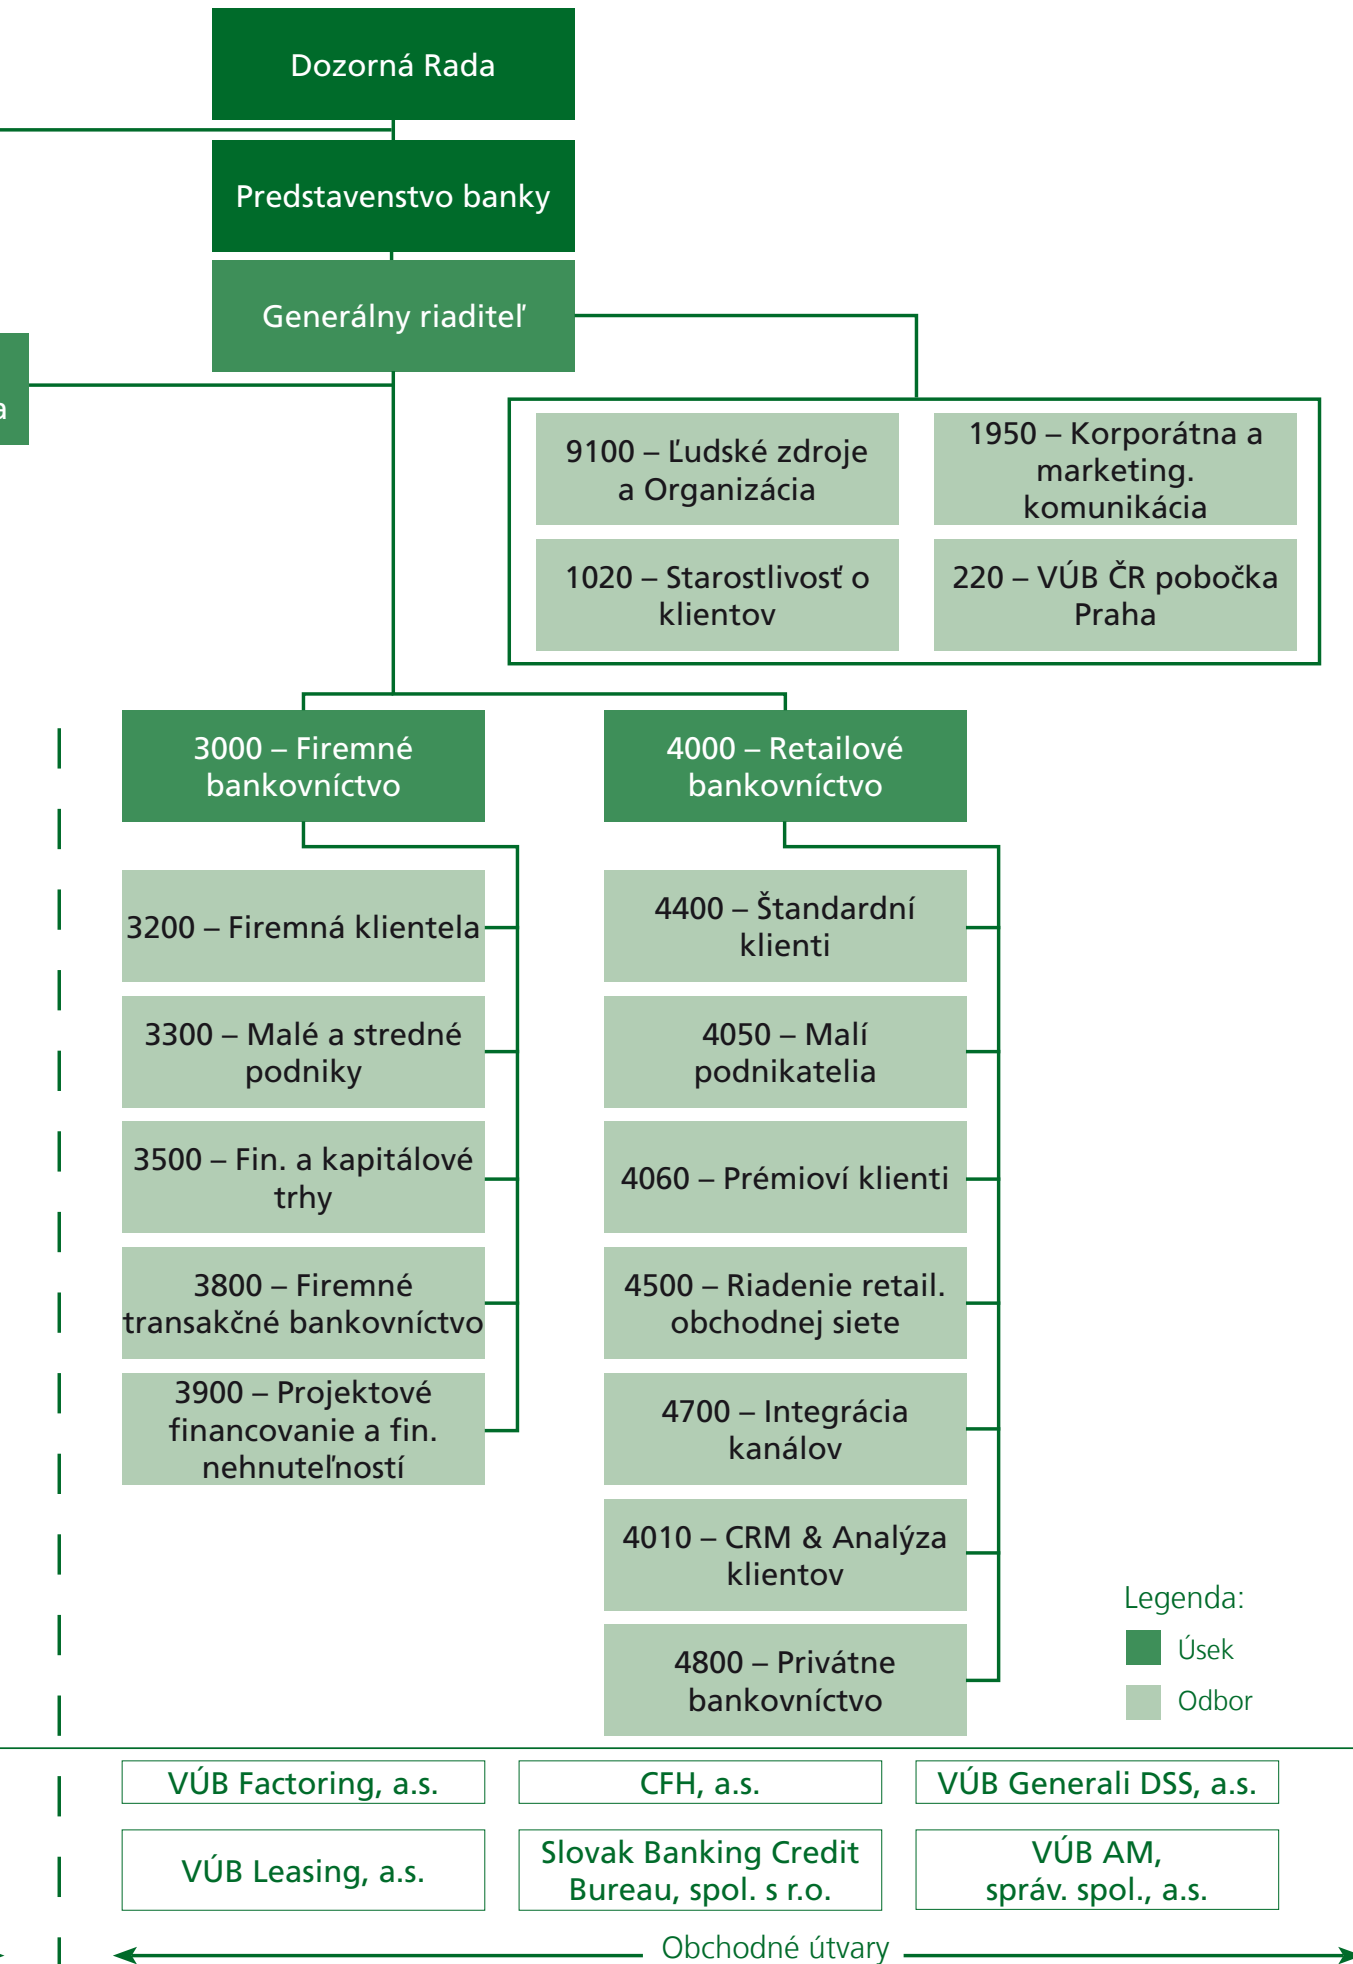 Dozorná Rada
Predstavenstvo banky
Generálny riaditeľ
a
9100 – Ľudské zdroje
a Organizácia
1950 – Korporátna a
marketing.
komunikácia
1020 – Starostlivosť o
klientov
220 – VÚB ČR pobočka
Praha
3000 – Firemné
bankovníctvo
3200 – Firemná klientela
3300 – Malé a stredné
podniky
3500 – Fin. a kapitálové
trhy
3800 – Firemné
transakčné bankovníctvo
3900 – Projektové
financovanie a fin.
nehnuteľností
4000 – Retailové
bankovníctvo
4400 – Štandardní
klienti
4050 – Malí
podnikatelia
4060 – Prémioví klienti
4500 – Riadenie retail.
obchodnej siete
4700 – Integrácia
kanálov
4010 – CRM & Analýza
klientov
4800 – Privátne
bankovníctvo
Legenda:
Úsek
Odbor
VÚB Factoring, a.s.
CFH, a.s.
VÚB Generali DSS, a.s.
VÚB Leasing, a.s.
Slovak Banking Credit
Bureau, spol. s r.o.
VÚB AM,
správ. spol., a.s.
Obchodné útvary